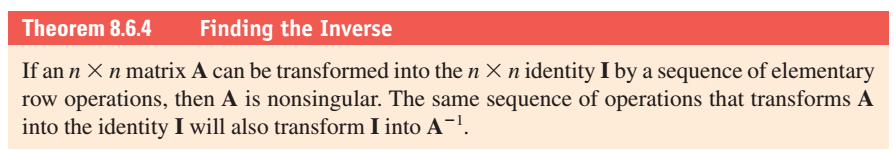 Theorem 8.6.4 Finding the Inverse
If an n × n matrix A can be transformed into the n × n identity I by a sequence of elementary
row operations, then A is nonsingular. The same sequence of operations that transforms A
into the identity I will also transform I into A⁻¹.